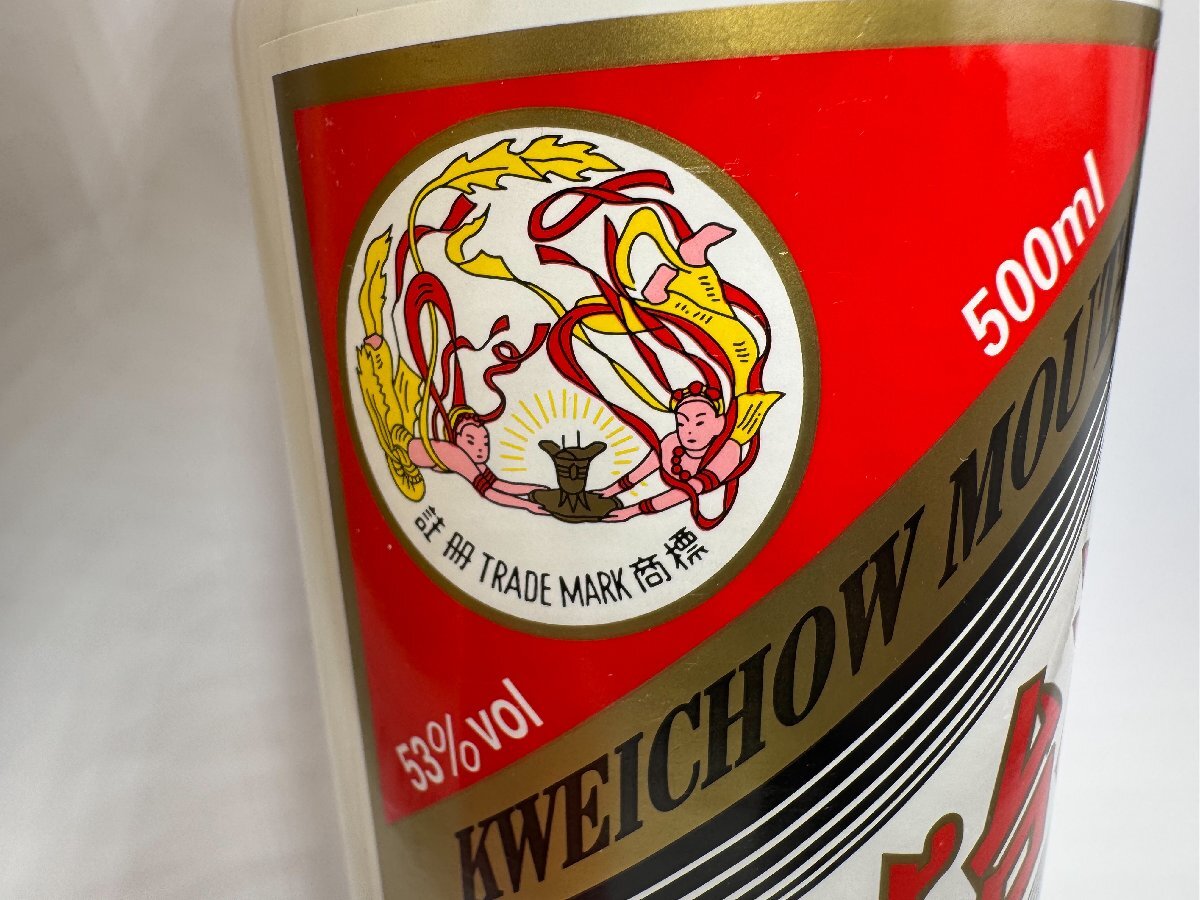 500ml
註册 TRADE MARK 商標
53%vol
KWEICHOW MOUT